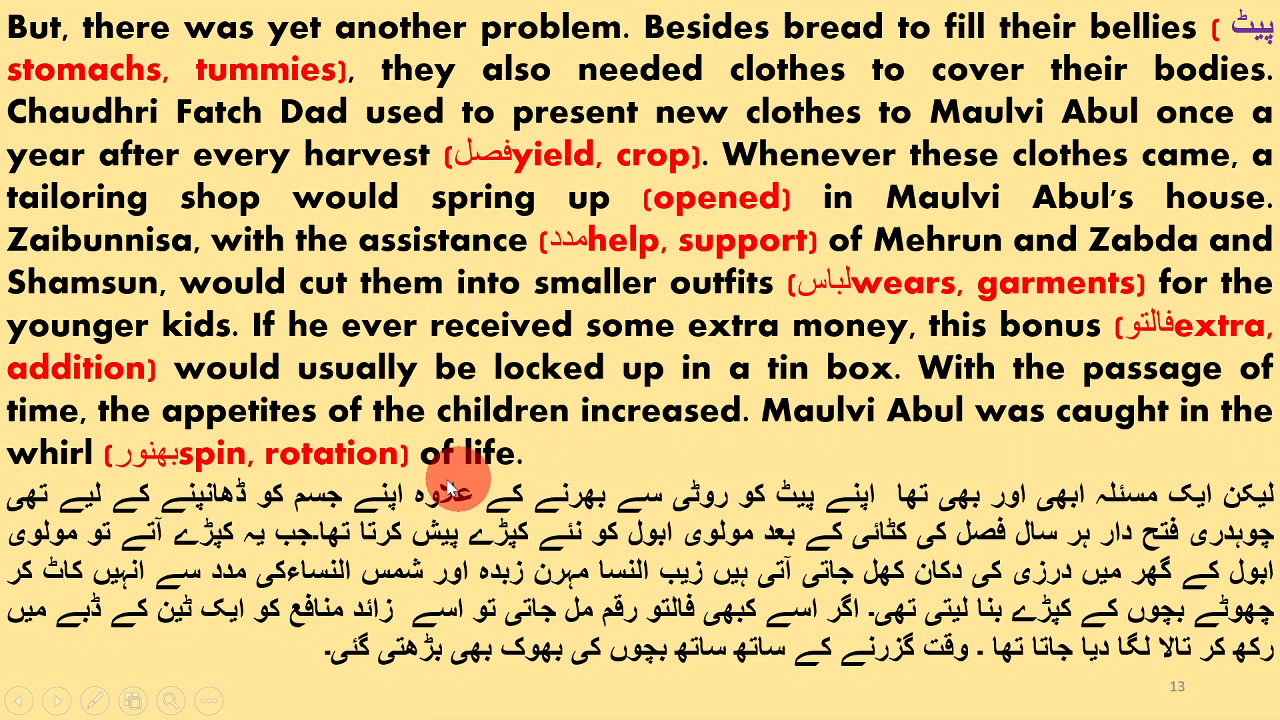 But, there was yet another problem. Besides bread to fill their bellies (پیٹ
stomachs, tummies), they also needed clothes to cover their bodies.
Chaudhri Fatch Dad used to present new clothes to Maulvi Abul once a
year after every harvest (فصلyield, crop). Whenever these clothes came, a
tailoring shop would spring up (opened) in Maulvi Abul's house.
Zaibunnisa, with the assistance (مددhelp, support) of Mehrun and Zabda and
Shamsun, would cut them into smaller outfits (لباسwears, garments) for the
younger kids. If he ever received some extra money, this bonus (فالتوextra,
addition) would usually be locked up in a tin box. With the passage of
time, the appetites of the children increased. Maulvi Abul was caught in the
whirl (بھنورspin, rotation) of life.
لیکن ایک مسئلہ ابھی اور بھی تھا اپنے پیٹ کو روٹی سے بھرنے کے علاوہ اپنے جسم کو ڈھانپنے کے لیے تھی
چوہدری فتح دار ہر سال فصل کی کٹائی کے بعد مولوی ابول کو نئے کپڑے پیش کرتا تھا۔جب یہ کپڑے آتے تو مولوی
ابول کے گھر میں درزی کی دکان کھل جاتی آتی ہیں زیب النسا مہرن زبدہ اور شمس النساءکی مدد سے انہیں کاٹ کر
چھوٹے بچوں کے کپڑے بنا لیتی تھی۔ اگر اسے کبھی فالتو رقم مل جاتی تو اسے زائد منافع کو ایک ٹین کے ڈبے میں
رکھ کر تالا لگا دیا جاتا تھا ۔ وقت گزرنے کے ساتھ ساتھ بچوں کی بھوک بھی بڑھتی گئی۔
13